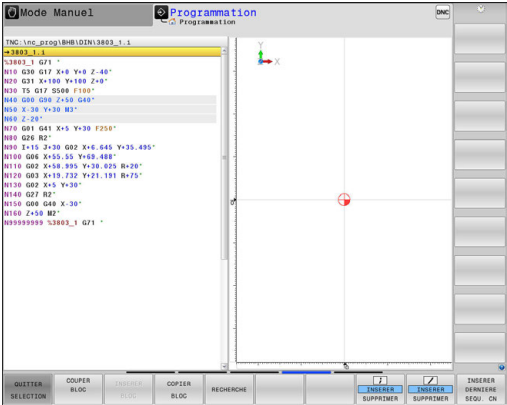 Mode Manuel
Programmation
Programmation
DNC
TNC:\nc_prog\BHB\DIN\3803_1.i
→3803_1.i
%3803_1 G71 *
N10 G30 G17 X+0 Y+0 Z-40*
N20 G31 X+100 Y+100 Z+0*
N30 T5 G17 S500 F100*
N40 G00 G90 Z+50 G40*
N50 X-30 Y+30 M3*
N60 Z-20*
N70 G01 G41 X+5 Y+30 F250*
N80 G26 R2*
N90 I+15 J+30 G02 X+6.645 Y+35.495*
N100 G06 X+55.55 Y+69.488*
N110 G02 X+58.995 Y+30.025 R+20*
N120 G03 X+19.732 Y+21.191 R+75*
N130 G02 X+5 Y+30*
N140 G27 R2*
N150 G00 G40 X-30*
N160 Z+50 M2*
N99999999 %3803_1 G71 *
Y
X
0
0
QUITTER
SELECTION
COUPER
BLOC
INSERER
BLOC
COPIER
BLOC
RECHERCHE
INSERER
SUPPRIMER
INSERER
SUPPRIMER
INSERER
DERNIERE
SEQU. CN